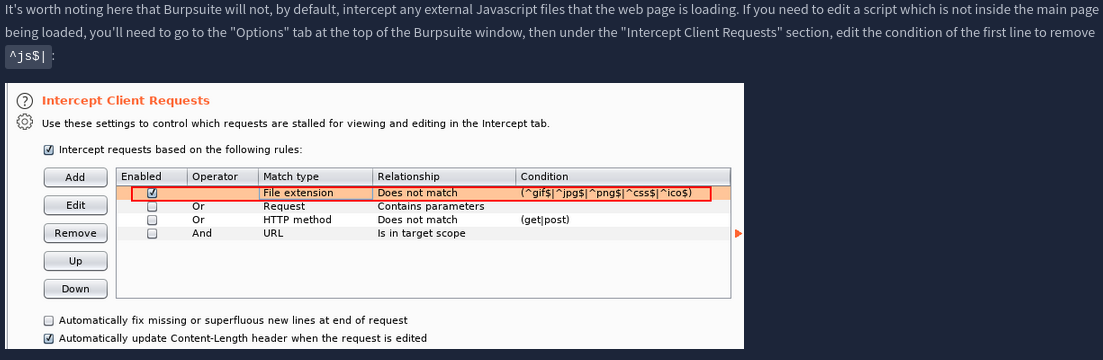 It's worth noting here that Burpsuite will not, by default, intercept any external Javascript files that the web page is loading. If you need to edit a script which is not inside the main page
being loaded, you'll need to go to the "Options" tab at the top of the Burpsuite window, then under the "Intercept Client Requests" section, edit the condition of the first line to remove
^js$| :
? Intercept Client Requests
Use these settings to control which requests are stalled for viewing and editing in the Intercept tab.
Intercept requests based on the following rules:
Add Enabled Operator Match type Relationship Condition
File extension Does not match (^gif$|^jpg$|^png$|^css$|^ico$)
Edit Or Request Contains parameters
Or HTTP method Does not match (get|post)
Remove And URL Is in target scope
Up
Down
Automatically fix missing or superfluous new lines at end of request
Automatically update Content-Length header when the request is edited